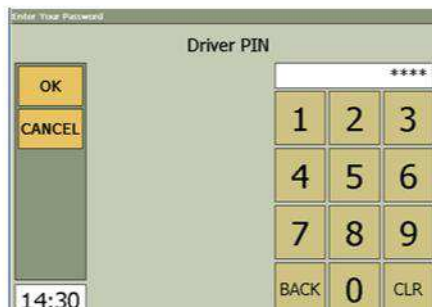 Enter Your Password
Driver PIN
****
OK
CANCEL
1 2 3
4 5 6
7 8 9
BACK 0 CLR
14:30